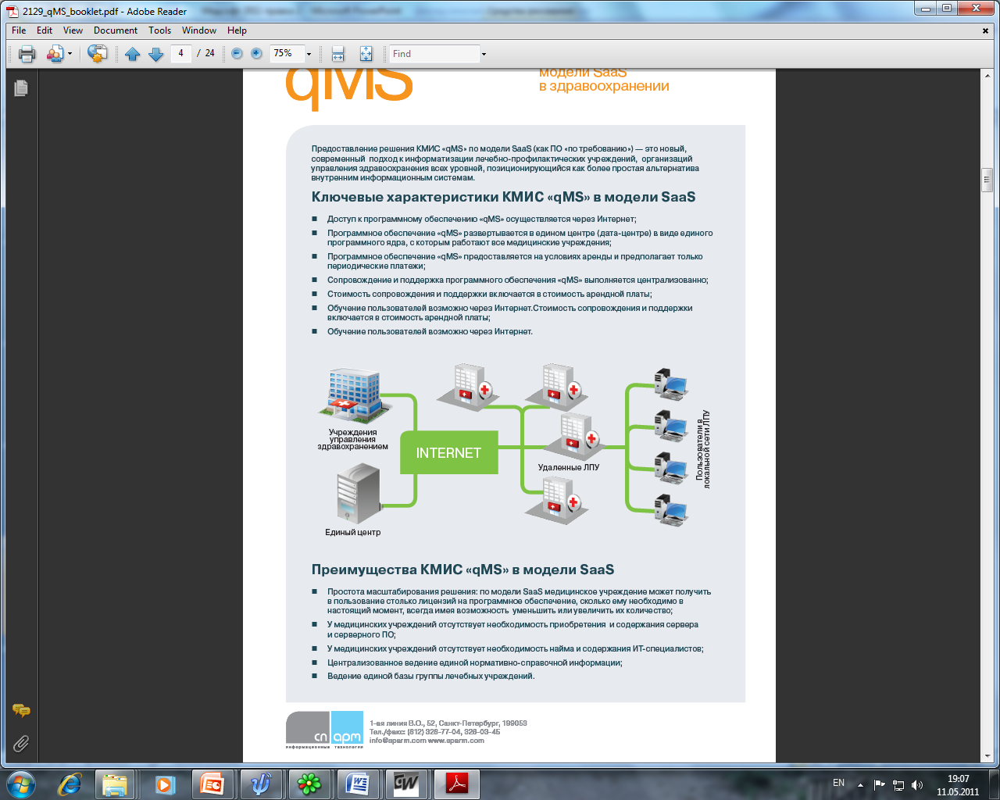 2129_qMS_booklet.pdf - Adobe Reader
File Edit View Document Tools Window Help
4 / 24 75% Find
qMS
модели SaaS
в здравоохранении
Предоставление решения КМИС «qMS» по модели SaaS (как ПО «по требованию») — это новый,
современный подход к информатизации лечебно-профилактических учреждений, организаций
управления здравоохранения всех уровней, позиционирующийся как более простая альтернатива
внутренним информационным системам.
Ключевые характеристики КМИС «qMS» в модели SaaS
Доступ к программному обеспечению «qMS» осуществляется через Интернет;
Программное обеспечение «qMS» развертывается в едином центре (дата-центре) в виде единого
программного ядра, с которым работают все медицинские учреждения;
Программное обеспечение «qMS» предоставляется на условиях аренды и предполагает только
периодические платежи;
Сопровождение и поддержка программного обеспечения «qMS» выполняется централизованно;
Стоимость сопровождения и поддержки включается в стоимость арендной платы;
Обучение пользователей возможно через Интернет.Стоимость сопровождения и поддержки
включается в стоимость арендной платы;
Обучение пользователей возможно через Интернет.
Учреждения
управления
здравохранением
INTERNET
Удаленные ЛПУ
Пользователи в
локальной сети ЛПУ
Единый центр
Преимущества КМИС «qMS» в модели SaaS
Простота масштабирования решения: по модели SaaS медицинское учреждение может получить
в пользование столько лицензий на программное обеспечение, сколько ему необходимо в
настоящий момент, всегда имея возможность уменьшить или увеличить их количество;
У медицинских учреждений отсутствует необходимость приобретения и содержания сервера
и серверного ПО;
У медицинских учреждений отсутствует необходимость найма и содержания ИТ-специалистов;
Централизованное ведение единой нормативно-справочной информации;
Ведение единой базы группы лечебных учреждений.
сп арм
информационные технологии
1-ая линия В.О., 52, Санкт-Петербург, 199053
Тел./факс: (812) 328-77-04, 326-03-45
info@sparm.com www.sparm.com
EN
19:07
11.05.2011